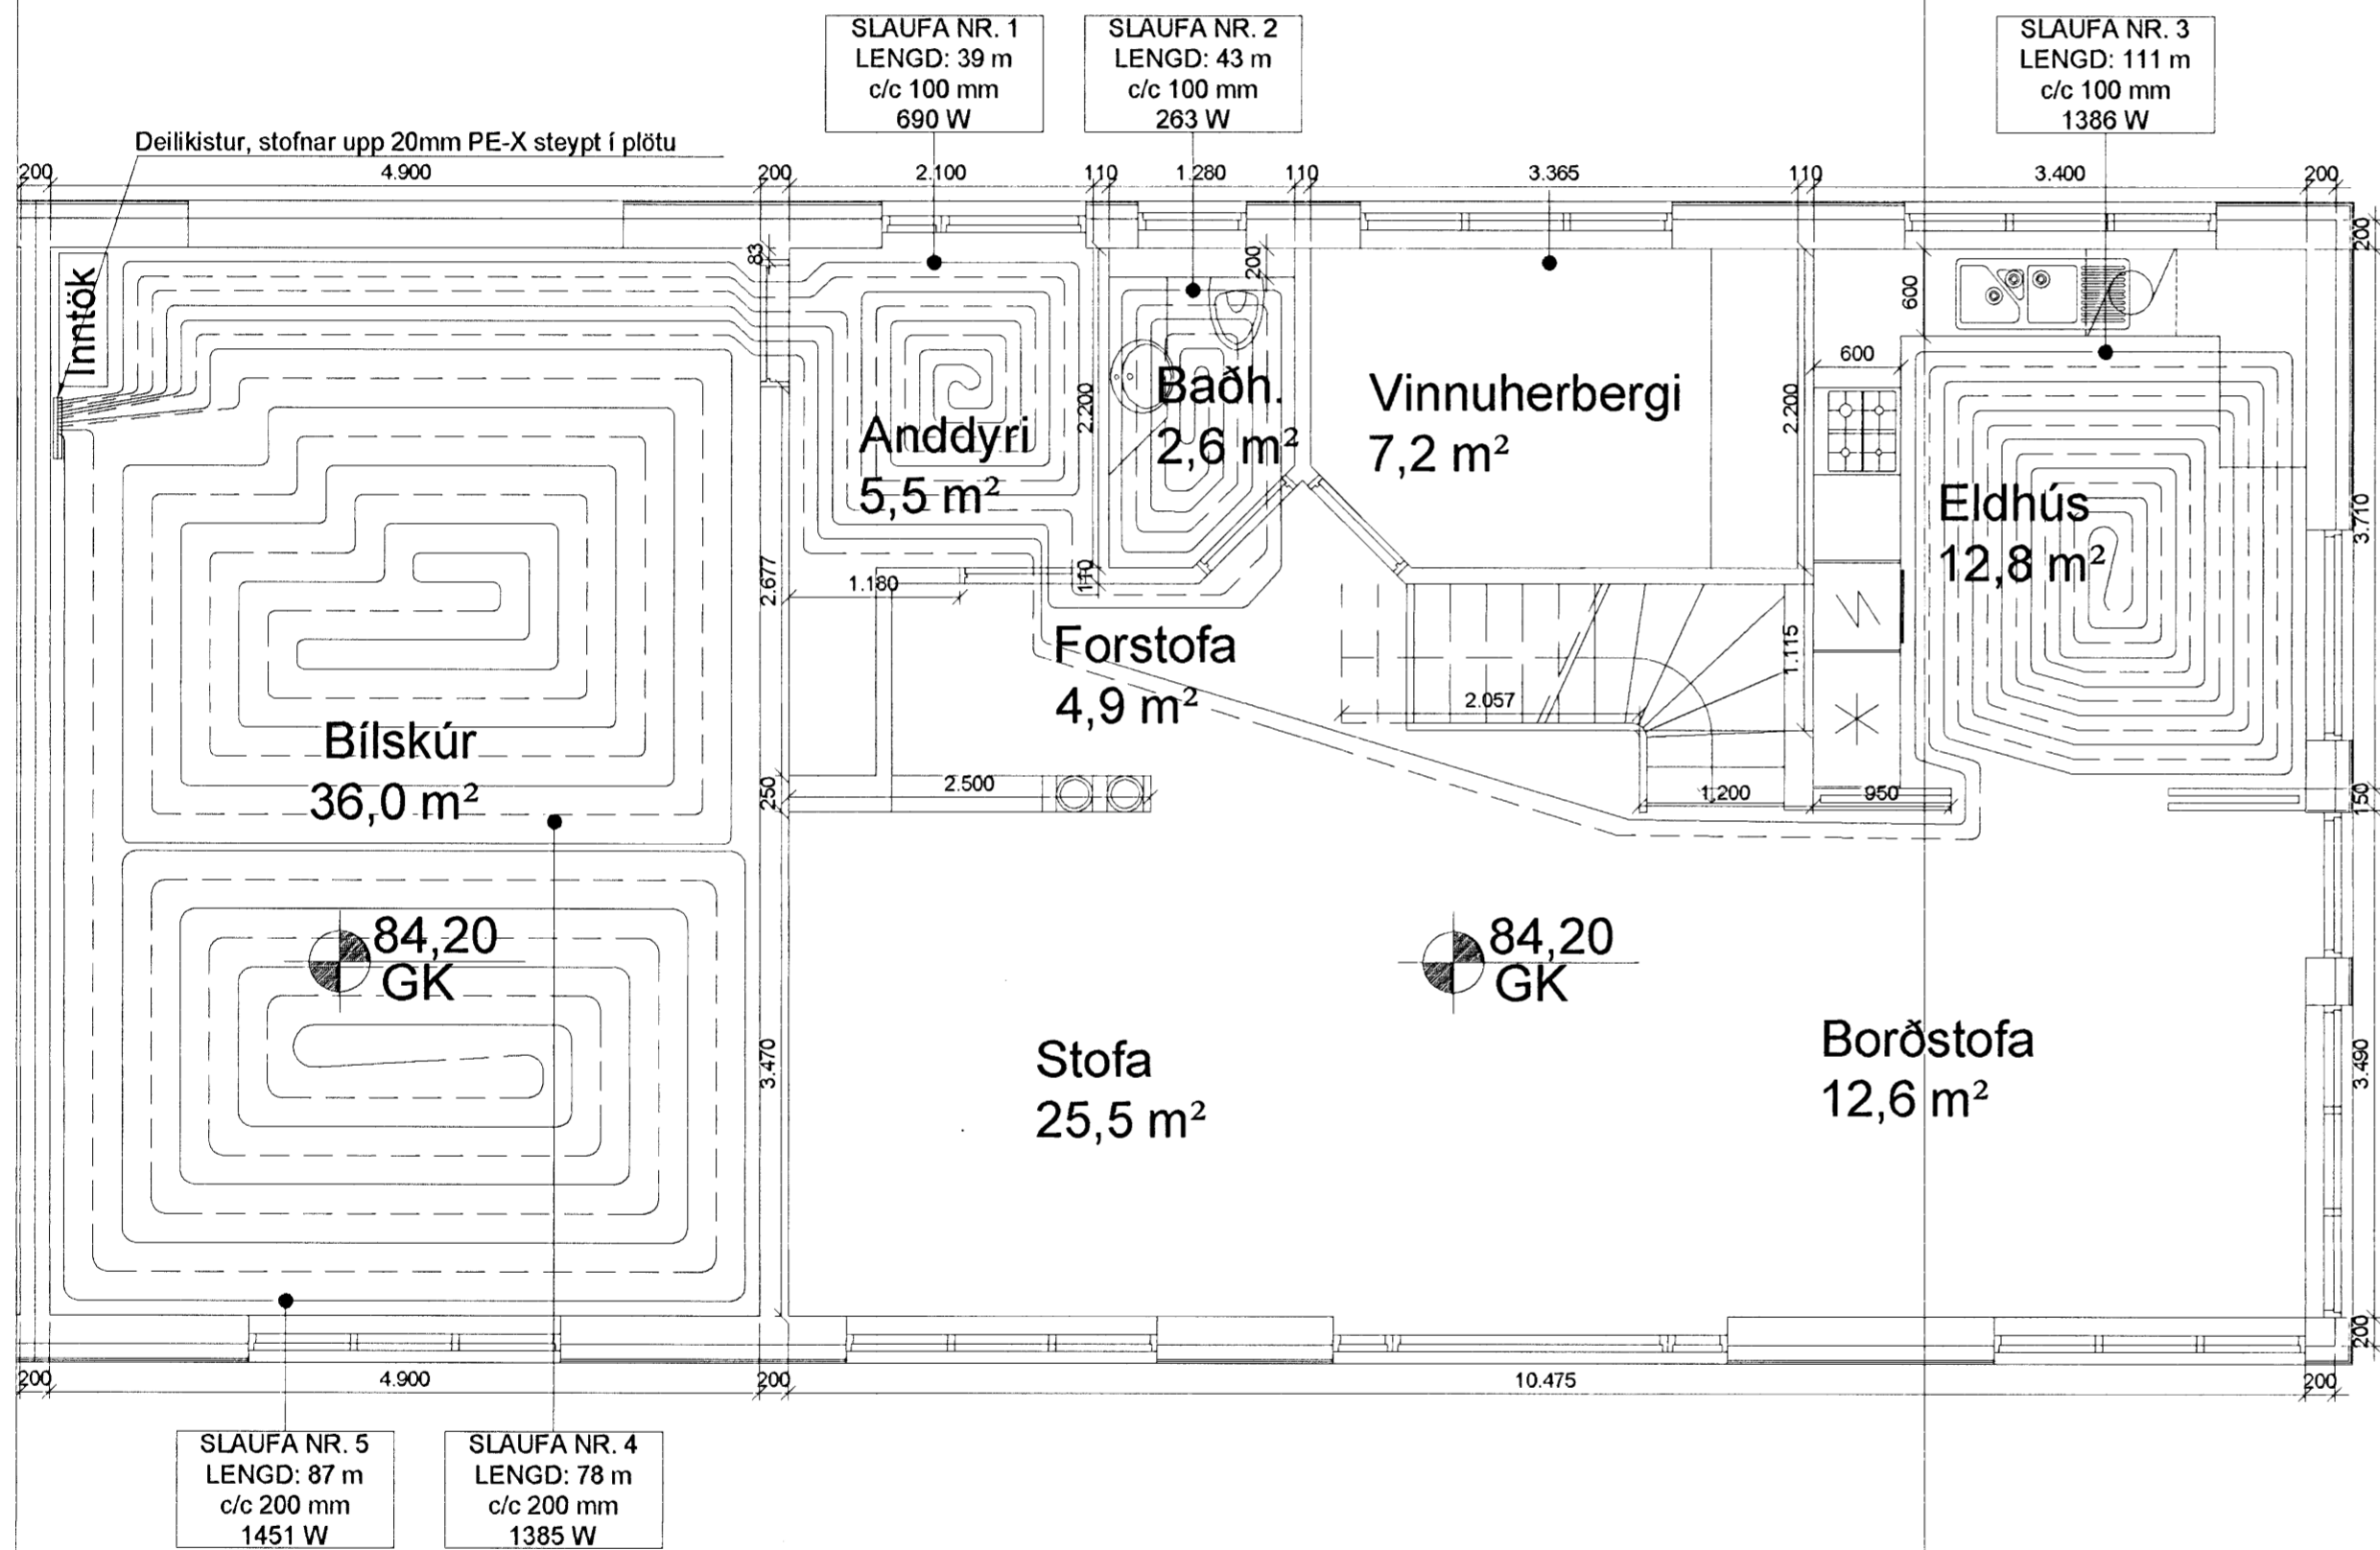 SLAUFA NR. 1
LENGD: 39 m
c/c 100 mm
690 W
SLAUFA NR. 2
LENGD: 43 m
c/c 100 mm
263 W
SLAUFA NR. 3
LENGD: 111 m
c/c 100 mm
1386 W
Deilikistur, stofnar upp 20mm PE-X steypt í plötu
200 4.900 200 2.100 110 1.280 110 3.365 110 3.400 200
Inntök
83
200
600
200
600
2.200
2.200
Anddyri
5,5 m²
Baðh.
2,6 m²
Vinnuherbergi
7,2 m²
Eldhús
12,8 m²
3.710
2.677
1.180
110
Forstofa
4,9 m²
2.057
1.115
Bílskúr
36,0 m²
250
2.500
1.200
950
150
84,20
GK
84,20
GK
Stofa
25,5 m²
Borðstofa
12,6 m²
3.470
3.490
200
200 4.900 200 10.475 200
SLAUFA NR. 5
LENGD: 87 m
c/c 200 mm
1451 W
SLAUFA NR. 4
LENGD: 78 m
c/c 200 mm
1385 W